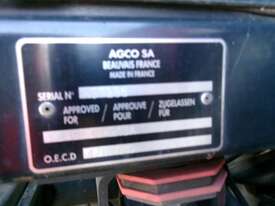 AGCO SA
BEAUVAIS FRANCE
MADE IN FRANCE
SERIAL N°
APPROVED / APPROUVE / ZUGELASSEN
FOR / POUR / FÜR
O.E.C.D